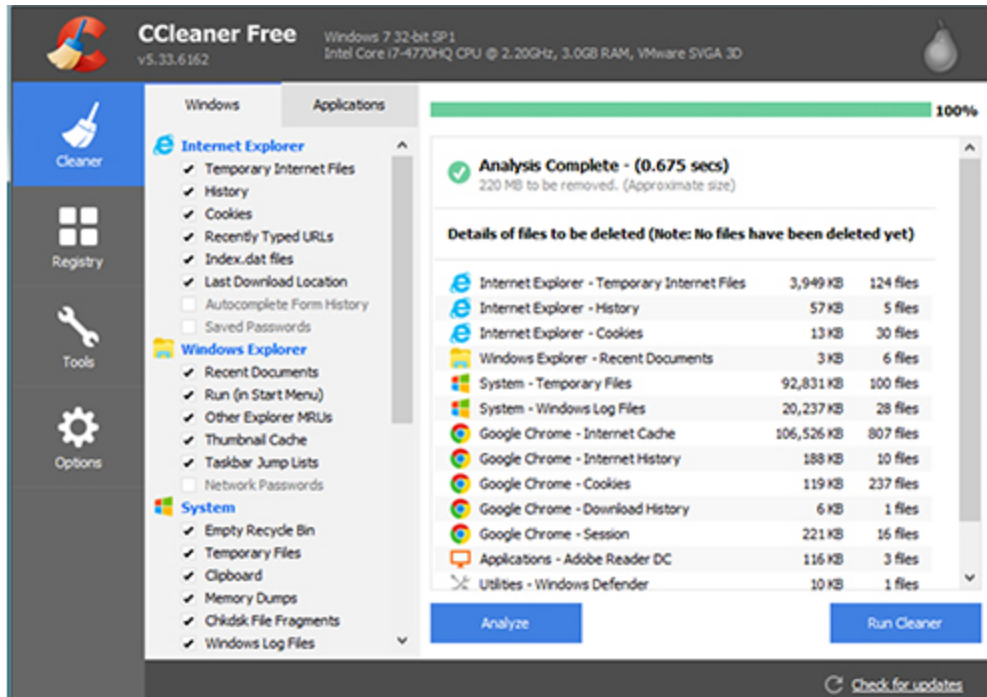 CCleaner Free
v5.33.6162
Windows 7 32-bit SP1
Intel Core i7-4770HQ CPU @ 2.20GHz, 3.0GB RAM, VMware SVGA 3D
Cleaner
Registry
Tools
Options
Windows
Applications
Internet Explorer
Temporary Internet Files
History
Cookies
Recently Typed URLs
Index.dat files
Last Download Location
Autocomplete Form History
Saved Passwords
Windows Explorer
Recent Documents
Run (in Start Menu)
Other Explorer MRUs
Thumbnail Cache
Taskbar Jump Lists
Network Passwords
System
Empty Recycle Bin
Temporary Files
Clipboard
Memory Dumps
Chkdsk File Fragments
Windows Log Files
100%
Analysis Complete - (0.675 secs)
220 MB to be removed. (Approximate size)
Details of files to be deleted (Note: No files have been deleted yet)
Internet Explorer - Temporary Internet Files 3,949 KB 124 files
Internet Explorer - History 57 KB 5 files
Internet Explorer - Cookies 13 KB 30 files
Windows Explorer - Recent Documents 3 KB 6 files
System - Temporary Files 92,831 KB 100 files
System - Windows Log Files 20,237 KB 28 files
Google Chrome - Internet Cache 106,526 KB 807 files
Google Chrome - Internet History 188 KB 10 files
Google Chrome - Cookies 119 KB 237 files
Google Chrome - Download History 6 KB 1 files
Google Chrome - Session 221 KB 16 files
Applications - Adobe Reader DC 116 KB 3 files
Utilities - Windows Defender 10 KB 1 files
Analyze
Run Cleaner
Check for updates